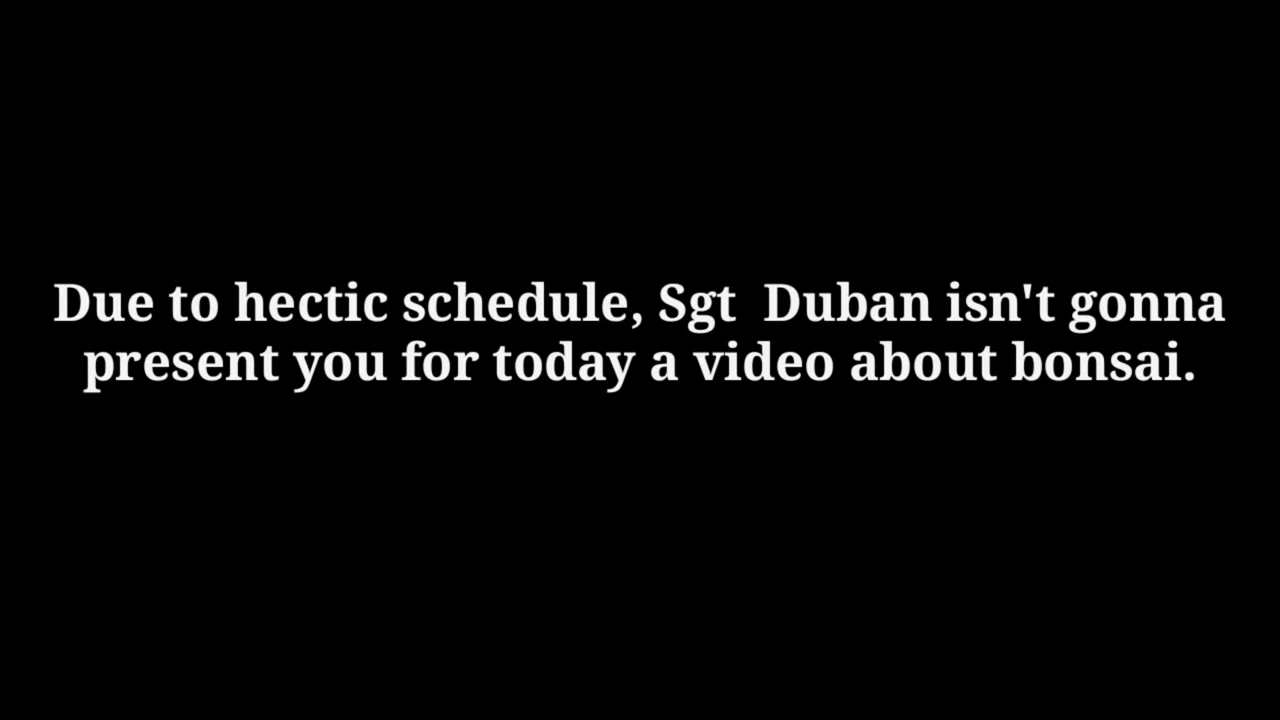 Due to hectic schedule, Sgt  Duban isn't gonna
present you for today a video about bonsai.